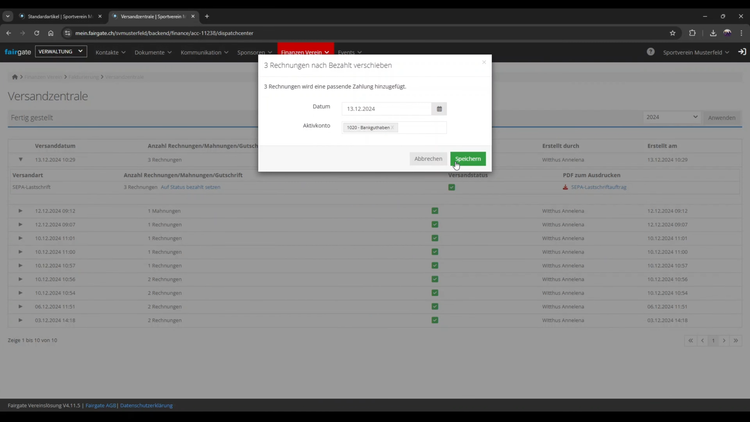 Standardartikel | Sportverein M
Versandzentrale | Sportverein M
mein.fairgate.ch/svmusterfeld/backend/finance/acc-11238/dispatchcenter
fairgate VERWALTUNG Kontakte Dokumente Kommunikation Sponsoren Finanzen Verein Events Sportverein Musterfeld
Versandzentrale
Fertig gestellt 2024 Anwenden
3 Rechnungen nach Bezahlt verschieben
3 Rechnungen wird eine passende Zahlung hinzugefügt.
Datum 13.12.2024
Aktivkonto 1020 - Bankguthaben
Abbrechen Speichern
Versanddatum Anzahl Rechnungen/Mahnungen/Gutschr Erstellt durch Erstellt am
13.12.2024 10:29 3 Rechnungen Witthus Annelena 13.12.2024 10:29
Versandart Anzahl Rechnungen/Mahnungen/Gutschrift Versandstatus PDF zum Ausdrucken
SEPA-Lastschrift 3 Rechnungen Auf Status bezahlt setzen SEPA-Lastschriftauftrag
12.12.2024 09:12 1 Mahnungen Witthus Annelena 12.12.2024 09:12
12.12.2024 09:07 1 Rechnungen Witthus Annelena 12.12.2024 09:07
10.12.2024 11:01 1 Rechnungen Witthus Annelena 10.12.2024 11:01
10.12.2024 11:00 1 Rechnungen Witthus Annelena 10.12.2024 11:00
10.12.2024 10:57 1 Rechnungen Witthus Annelena 10.12.2024 10:57
10.12.2024 10:56 2 Rechnungen Witthus Annelena 10.12.2024 10:56
10.12.2024 10:54 2 Rechnungen Witthus Annelena 10.12.2024 10:54
06.12.2024 11:51 2 Rechnungen Witthus Annelena 06.12.2024 11:51
03.12.2024 14:18 2 Rechnungen Witthus Annelena 03.12.2024 14:18
Zeige 1 bis 10 von 10 1
Fairgate Vereinslösung V4.11.5 | Fairgate AG | Datenschutzerklärung